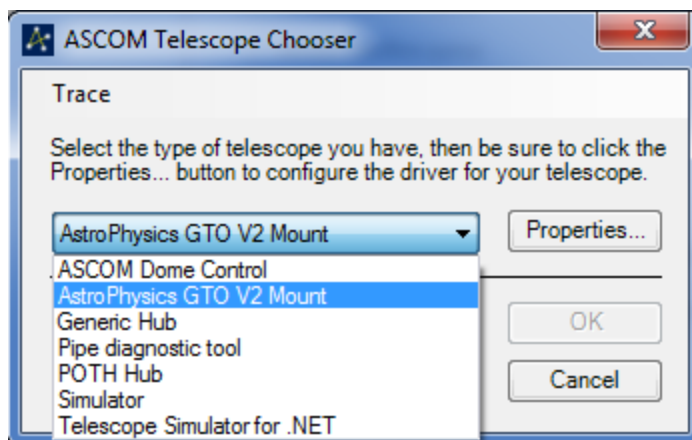 ASCOM Telescope Chooser
Trace
Select the type of telescope you have, then be sure to click the
Properties... button to configure the driver for your telescope.
AstroPhysics GTO V2 Mount
Properties...
ASCOM Dome Control
AstroPhysics GTO V2 Mount
Generic Hub
Pipe diagnostic tool
POTH Hub
Simulator
Telescope Simulator for .NET
OK
Cancel